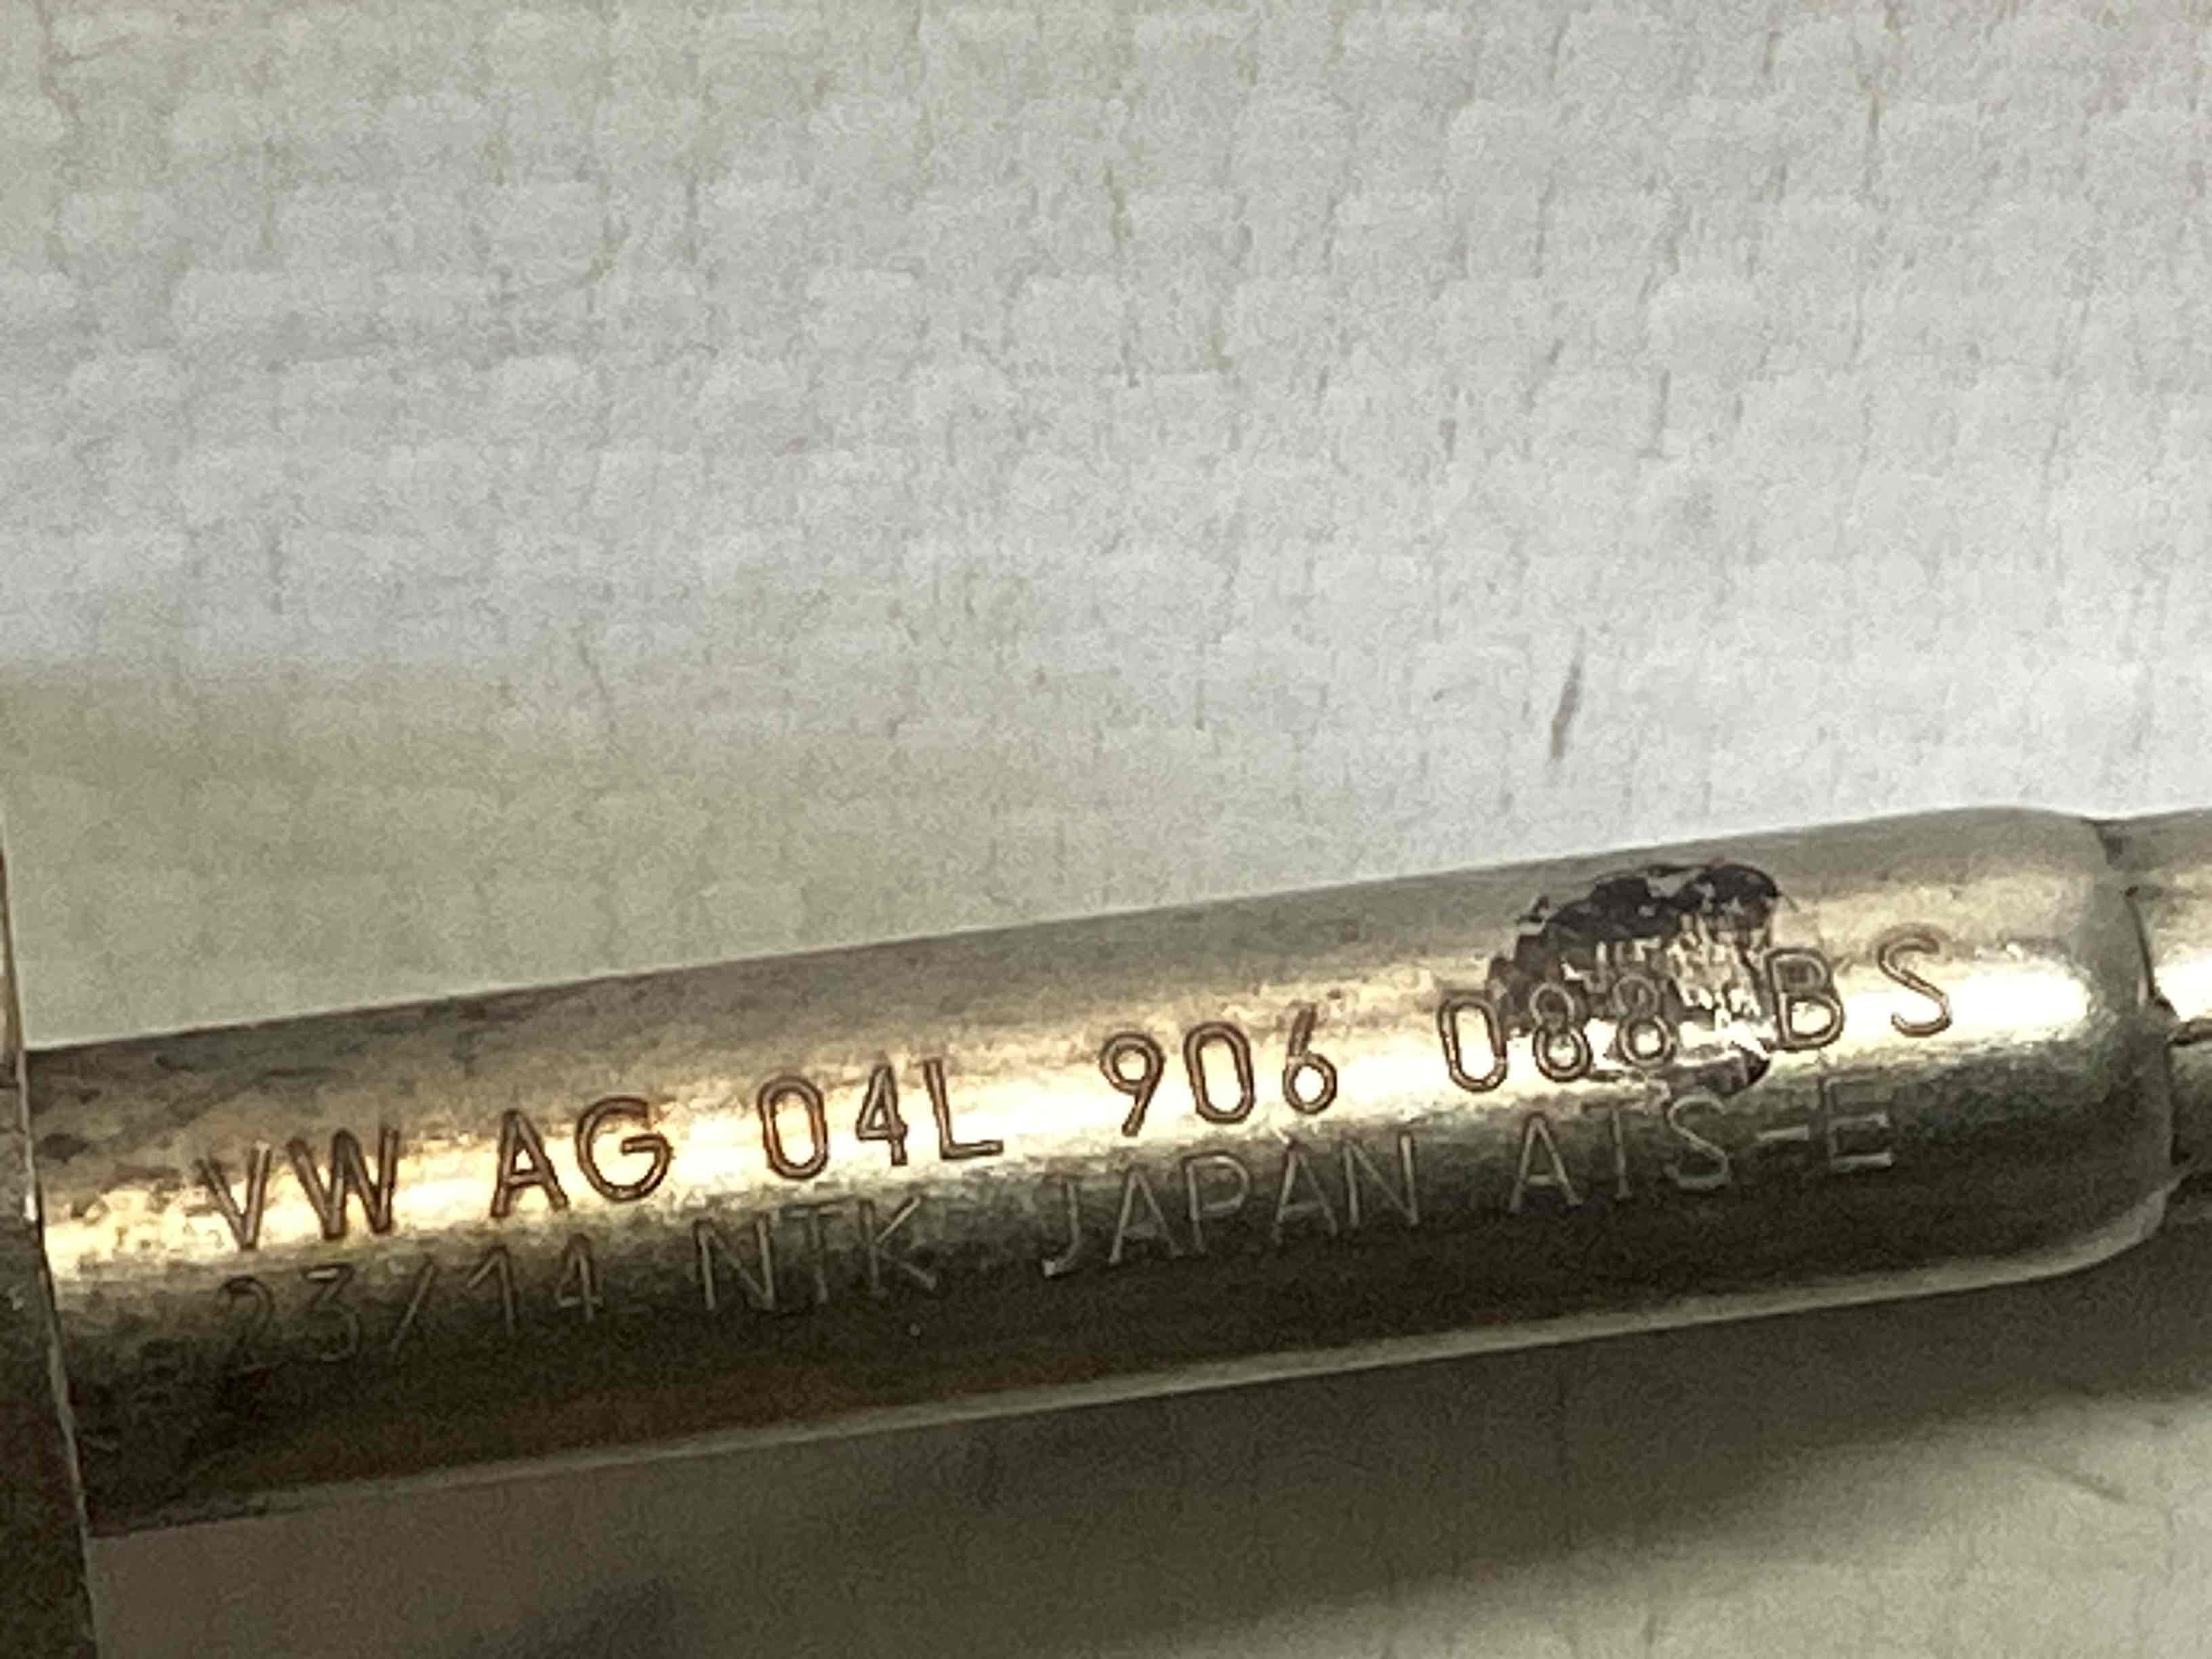 VW AG 04L 906 088 BS
23/14 NTK JAPAN ATS-E